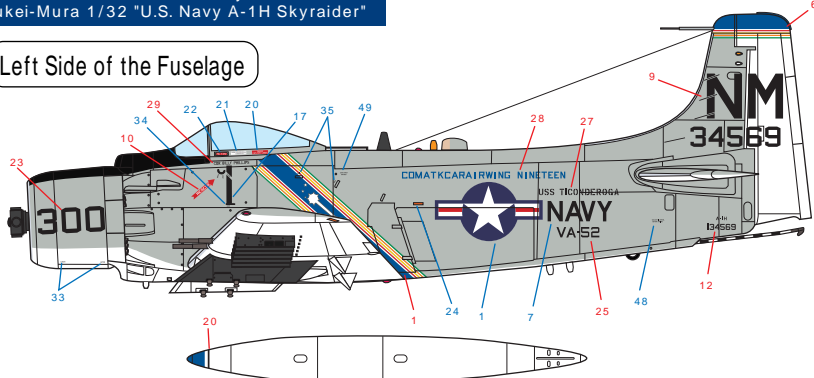 ukei-Mura 1/32 "U.S. Navy A-1H Skyraider"
Left Side of the Fuselage
6
9
NM
34569
29 22 21 20 17 35 49
34
10
28 27
23
COMATKCARAIRWING NINETEEN
USS TICONDEROGA
300
NAVY
VA-52
A-1H
134569
33
1 24 1 7 25 48 12
20